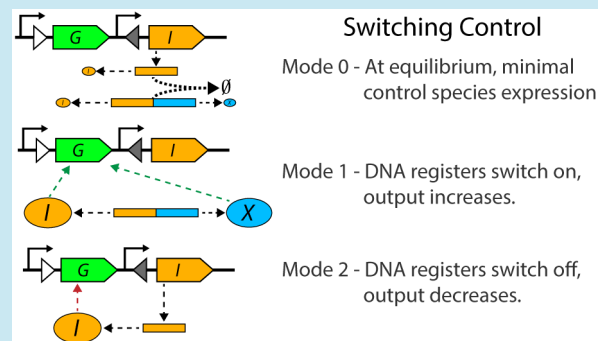 Switching Control
G
I
I
Ø
I
X
Mode 0 - At equilibrium, minimal
control species expression
G
I
I
X
Mode 1 - DNA registers switch on,
output increases.
G
I
I
Mode 2 - DNA registers switch off,
output decreases.